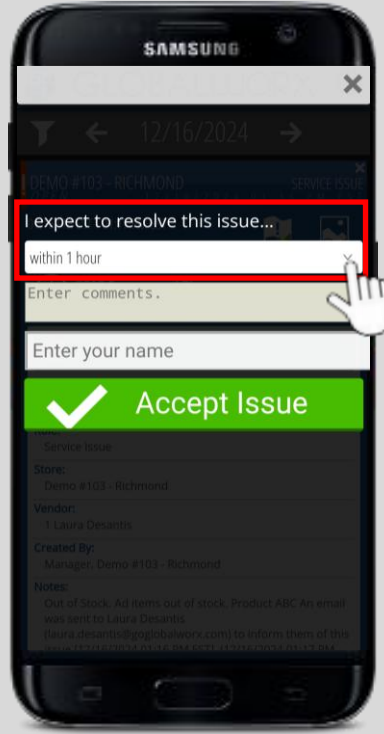 SAMSUNG
GLOBALWORX
12/16/2024
DEMO #103 - RICHMOND
SERVICE ISSUE
I expect to resolve this issue...
within 1 hour
Enter comments.
Enter your name
Accept Issue
Service Issue
Store:
Demo #103 - Richmond
Vendor:
1 Laura Desantis
Created By:
Manager, Demo #103 - Richmond
Notes:
Out of Stock. Ad items out of stock. Product ABC An email
was sent to Laura Desantis
(laura.desantis@goglobalworx.com) to inform them of this